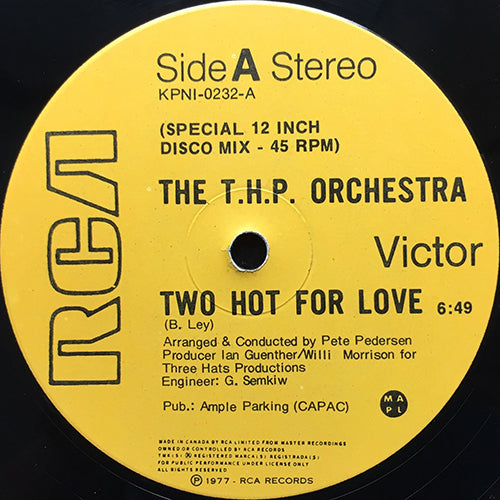 Side A Stereo
KPNI-0232-A
(SPECIAL 12 INCH
DISCO MIX - 45 RPM)
THE T.H.P. ORCHESTRA
RCA
Victor
TWO HOT FOR LOVE 6:49
(B. Ley)
Arranged & Conducted by Pete Pedersen
Producer Ian Guenther/Willi Morrison for
Three Hats Productions
Engineer: G. Semkiw
Pub.: Ample Parking (CAPAC)
M A
P L
MADE IN CANADA BY RCA LIMITED FROM MASTER RECORDINGS
OWNED OR CONTROLLED BY RCA RECORDS
REGISTERED MARCA(S) REGISTRADA(S)
FOR PUBLIC PERFORMANCE UNDER LICENSE ONLY
ALL RIGHTS RESERVED
Ⓟ 1977 - RCA RECORDS